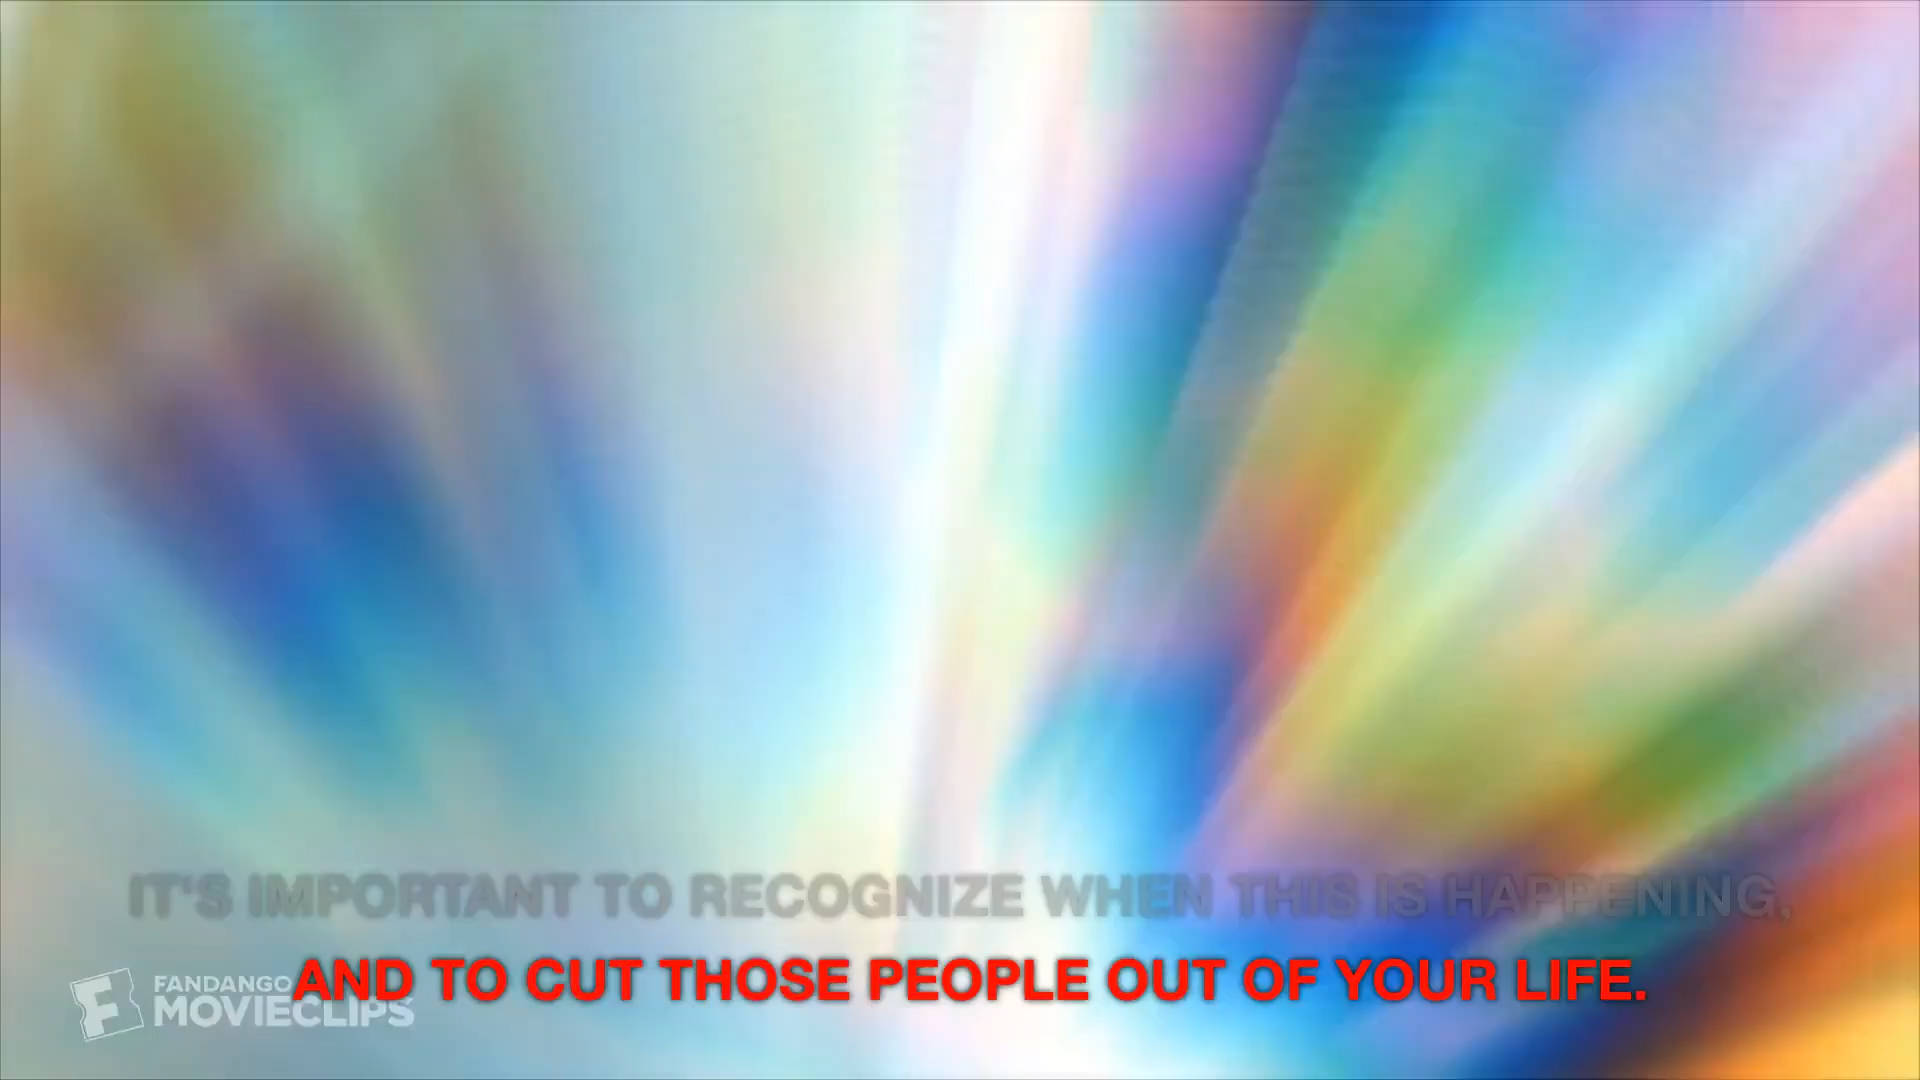 IT'S IMPORTANT TO RECOGNIZE WHEN THIS IS HAPPENING,
AND TO CUT THOSE PEOPLE OUT OF YOUR LIFE.
F FANDANGO
MOVIECLIPS